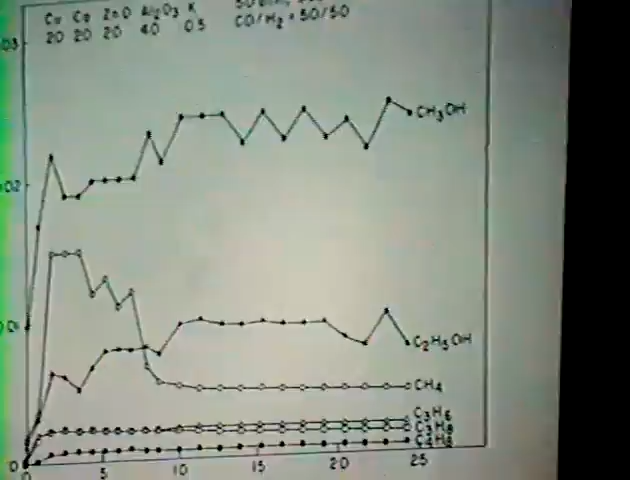 Cu Co ZnO Al2O3 K
20 20 20 40 0.5
CO/H2 = 50/50
.03
CH3OH
.02
.01
C2H5OH
CH4
C3H6
C3H8
0
0 5 10 15 20 25